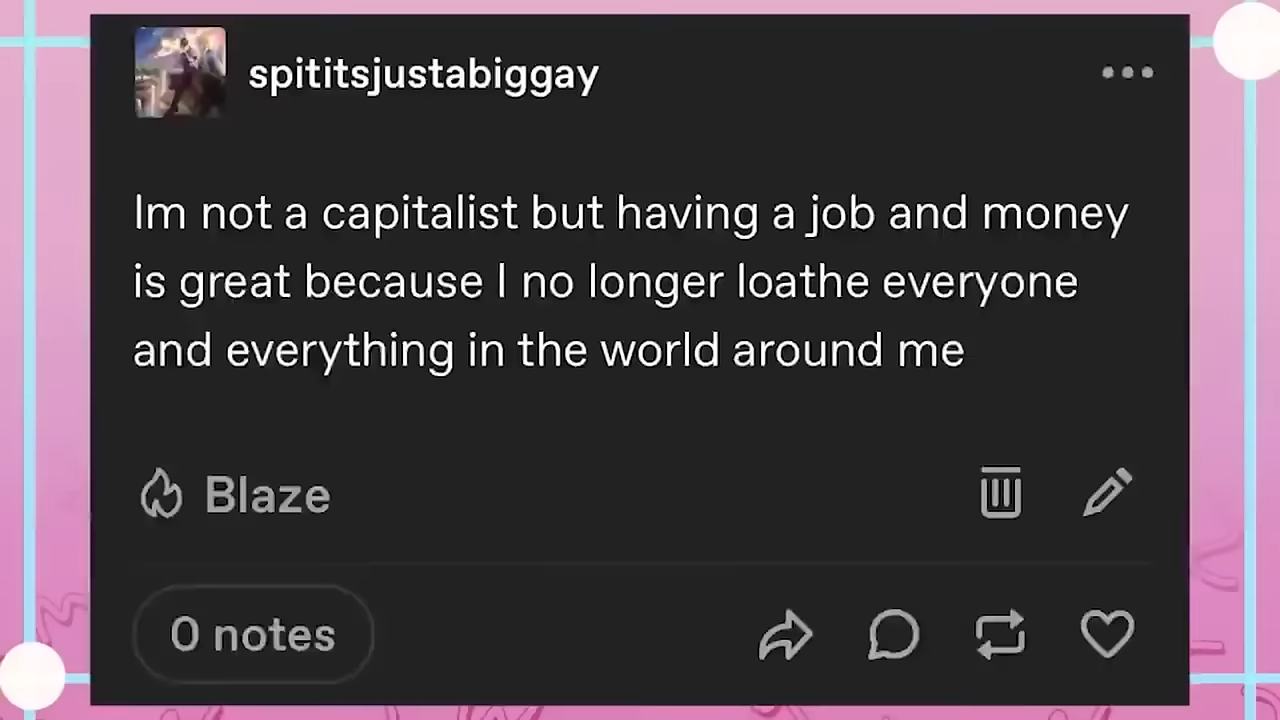 spititsjustabiggay
Im not a capitalist but having a job and money
is great because I no longer loathe everyone
and everything in the world around me
Blaze
0 notes